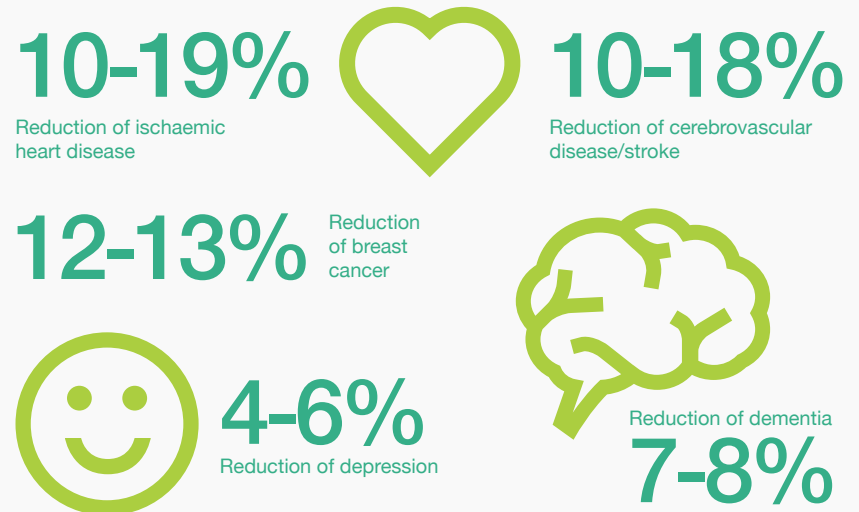 10-19%
Reduction of ischaemic
heart disease
10-18%
Reduction of cerebrovascular
disease/stroke
12-13%
Reduction
of breast
cancer
4-6%
Reduction of depression
Reduction of dementia
7-8%